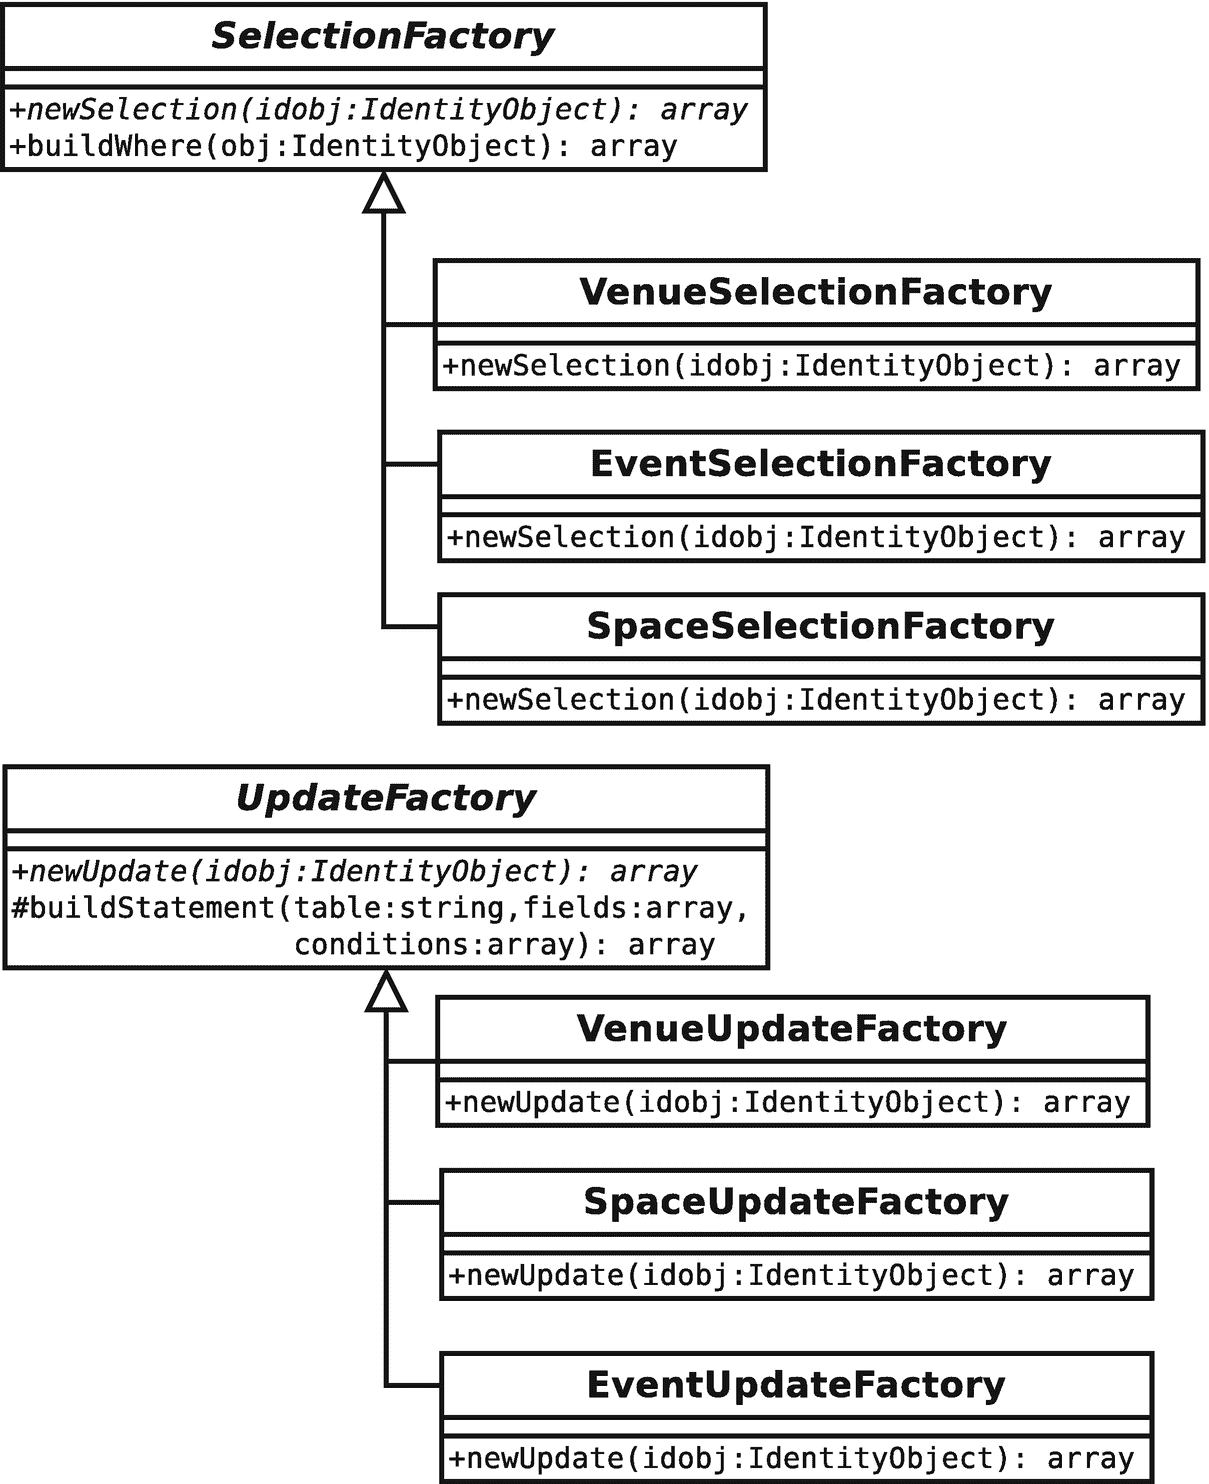 SelectionFactory
+newSelection(idobj:IdentityObject): array
+buildWhere(obj:IdentityObject): array
VenueSelectionFactory
+newSelection(idobj:IdentityObject): array
EventSelectionFactory
+newSelection(idobj:IdentityObject): array
SpaceSelectionFactory
+newSelection(idobj:IdentityObject): array
UpdateFactory
+newUpdate(idobj:IdentityObject): array
#buildStatement(table:string,fields:array,
conditions:array): array
VenueUpdateFactory
+newUpdate(idobj:IdentityObject): array
SpaceUpdateFactory
+newUpdate(idobj:IdentityObject): array
EventUpdateFactory
+newUpdate(idobj:IdentityObject): array